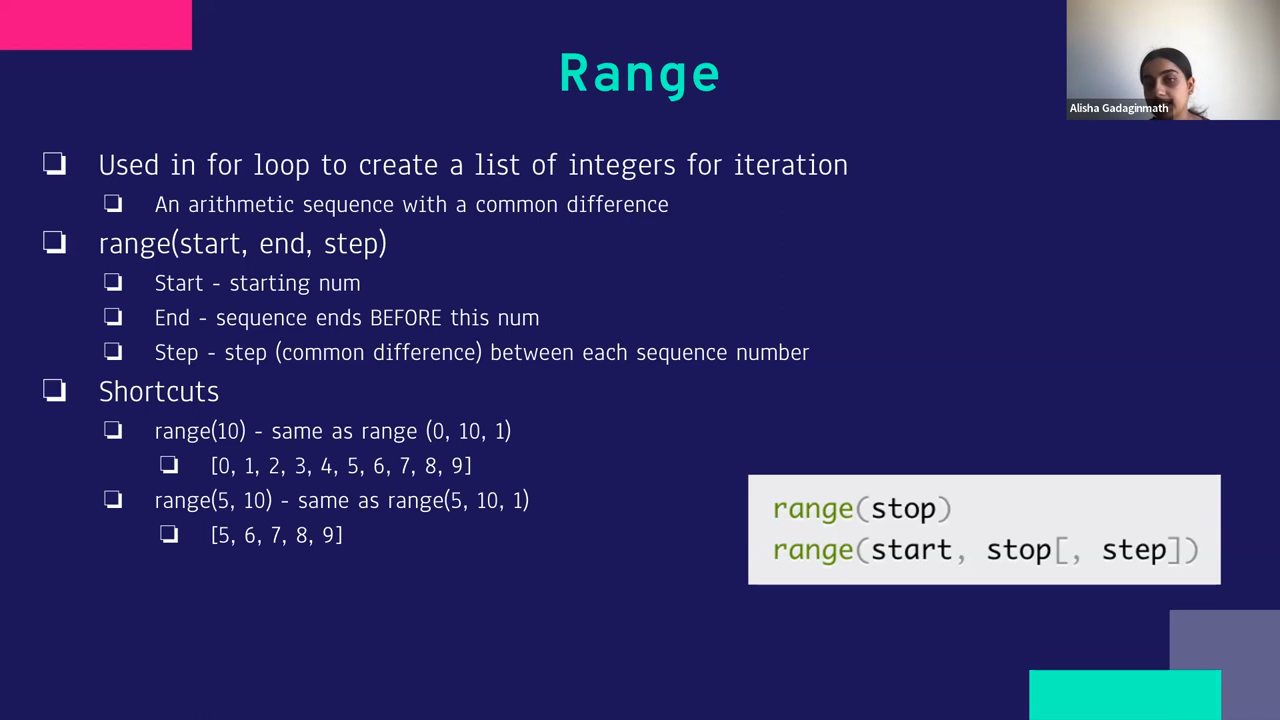 Range
Alisha Gadaginmath
❏ Used in for loop to create a list of integers for iteration
❏ An arithmetic sequence with a common difference
❏ range(start, end, step)
❏ Start - starting num
❏ End - sequence ends BEFORE this num
❏ Step - step (common difference) between each sequence number
❏ Shortcuts
❏ range(10) - same as range (0, 10, 1)
❏ [0, 1, 2, 3, 4, 5, 6, 7, 8, 9]
❏ range(5, 10) - same as range(5, 10, 1)
❏ [5, 6, 7, 8, 9]
range(stop)
range(start, stop[, step])